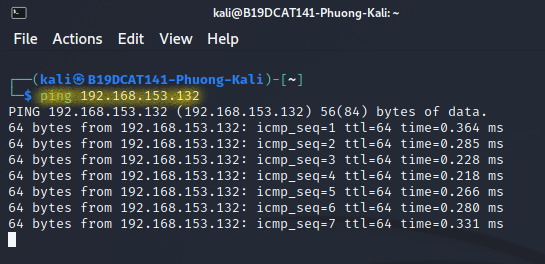 kali@B19DCAT141-Phuong-Kali: ~
File Actions Edit View Help
┌──(kali㉿B19DCAT141-Phuong-Kali)-[~]
└─$ ping 192.168.153.132
PING 192.168.153.132 (192.168.153.132) 56(84) bytes of data.
64 bytes from 192.168.153.132: icmp_seq=1 ttl=64 time=0.364 ms
64 bytes from 192.168.153.132: icmp_seq=2 ttl=64 time=0.285 ms
64 bytes from 192.168.153.132: icmp_seq=3 ttl=64 time=0.228 ms
64 bytes from 192.168.153.132: icmp_seq=4 ttl=64 time=0.218 ms
64 bytes from 192.168.153.132: icmp_seq=5 ttl=64 time=0.266 ms
64 bytes from 192.168.153.132: icmp_seq=6 ttl=64 time=0.280 ms
64 bytes from 192.168.153.132: icmp_seq=7 ttl=64 time=0.331 ms